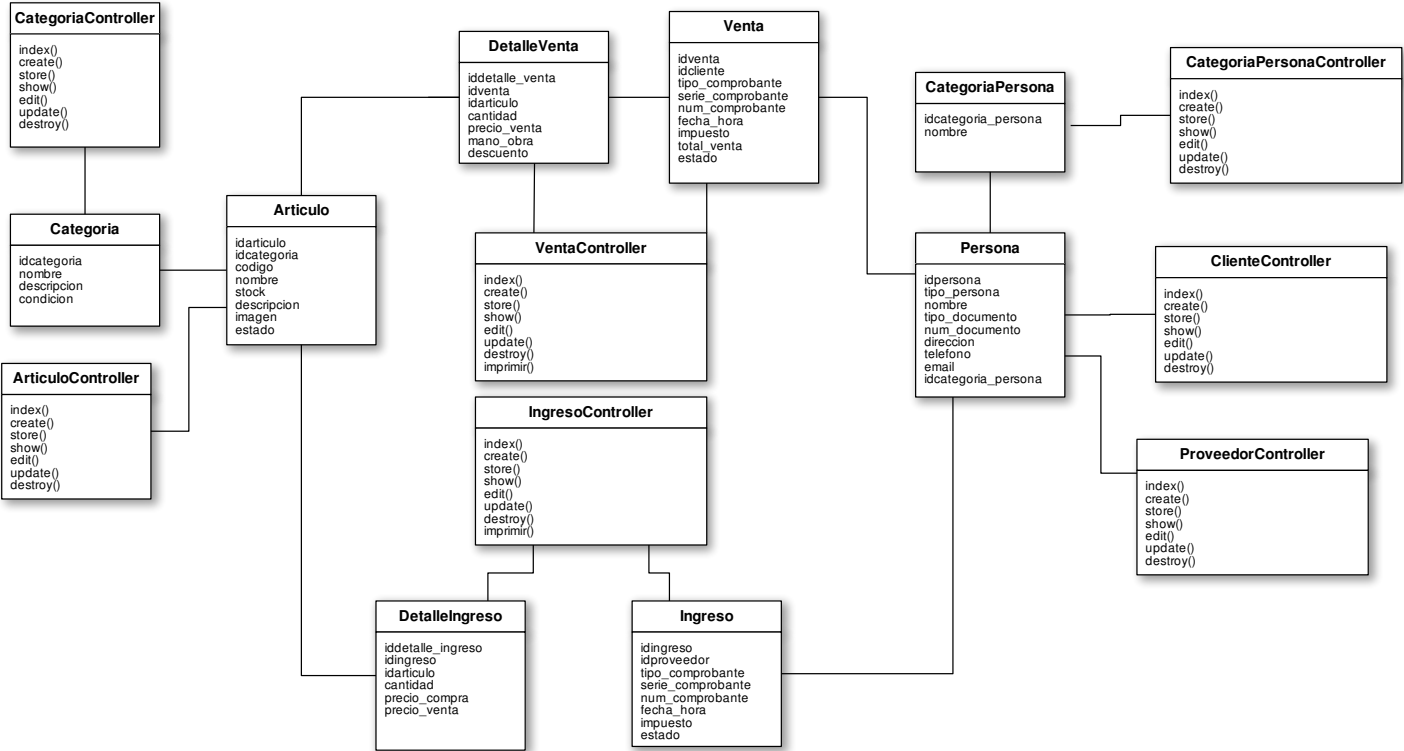 CategoriaController
index()
create()
store()
show()
edit()
update()
destroy()
DetalleVenta
iddetalle_venta
idventa
idarticulo
cantidad
precio_venta
mano_obra
descuento
Venta
idventa
idcliente
tipo_comprobante
serie_comprobante
num_comprobante
fecha_hora
impuesto
total_venta
estado
CategoriaPersona
idcategoria_persona
nombre
CategoriaPersonaController
index()
create()
store()
show()
edit()
update()
destroy()
Categoria
idcategoria
nombre
descripcion
condicion
Articulo
idarticulo
idcategoria
codigo
nombre
stock
descripcion
imagen
estado
VentaController
index()
create()
store()
show()
edit()
update()
destroy()
imprimir()
Persona
idpersona
tipo_persona
nombre
tipo_documento
num_documento
direccion
telefono
email
idcategoria_persona
ClienteController
index()
create()
store()
show()
edit()
update()
destroy()
ArticuloController
index()
create()
store()
show()
edit()
update()
destroy()
IngresoController
index()
create()
store()
show()
edit()
update()
destroy()
imprimir()
ProveedorController
index()
create()
store()
show()
edit()
update()
destroy()
DetalleIngreso
iddetalle_ingreso
idingreso
idarticulo
cantidad
precio_compra
precio_venta
Ingreso
idingreso
idproveedor
tipo_comprobante
serie_comprobante
num_comprobante
fecha_hora
impuesto
estado